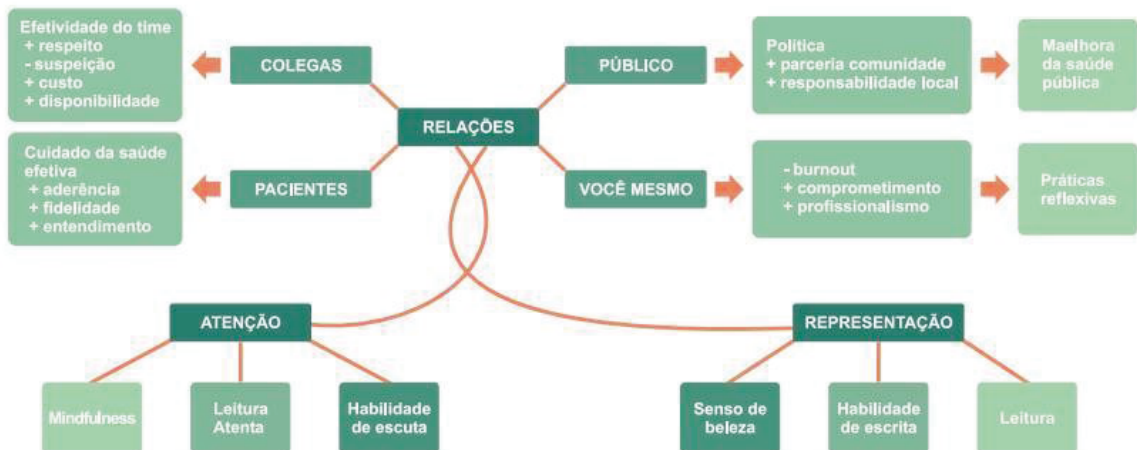 Efetividade do time
+ respeito
- suspeição
+ custo
+ disponibilidade
COLEGAS
PÚBLICO
Política
+ parceria comunidade
+ responsabilidade local
Maelhora
da saúde
pública
RELAÇÕES
Cuidado da saúde
efetiva
+ aderência
+ fidelidade
+ entendimento
PACIENTES
VOCÊ MESMO
- burnout
+ comprometimento
+ profissionalismo
Práticas
reflexivas
ATENÇÃO
REPRESENTAÇÃO
Mindfulness
Leitura
Atenta
Habilidade
de escuta
Senso de
beleza
Habilidade
de escrita
Leitura